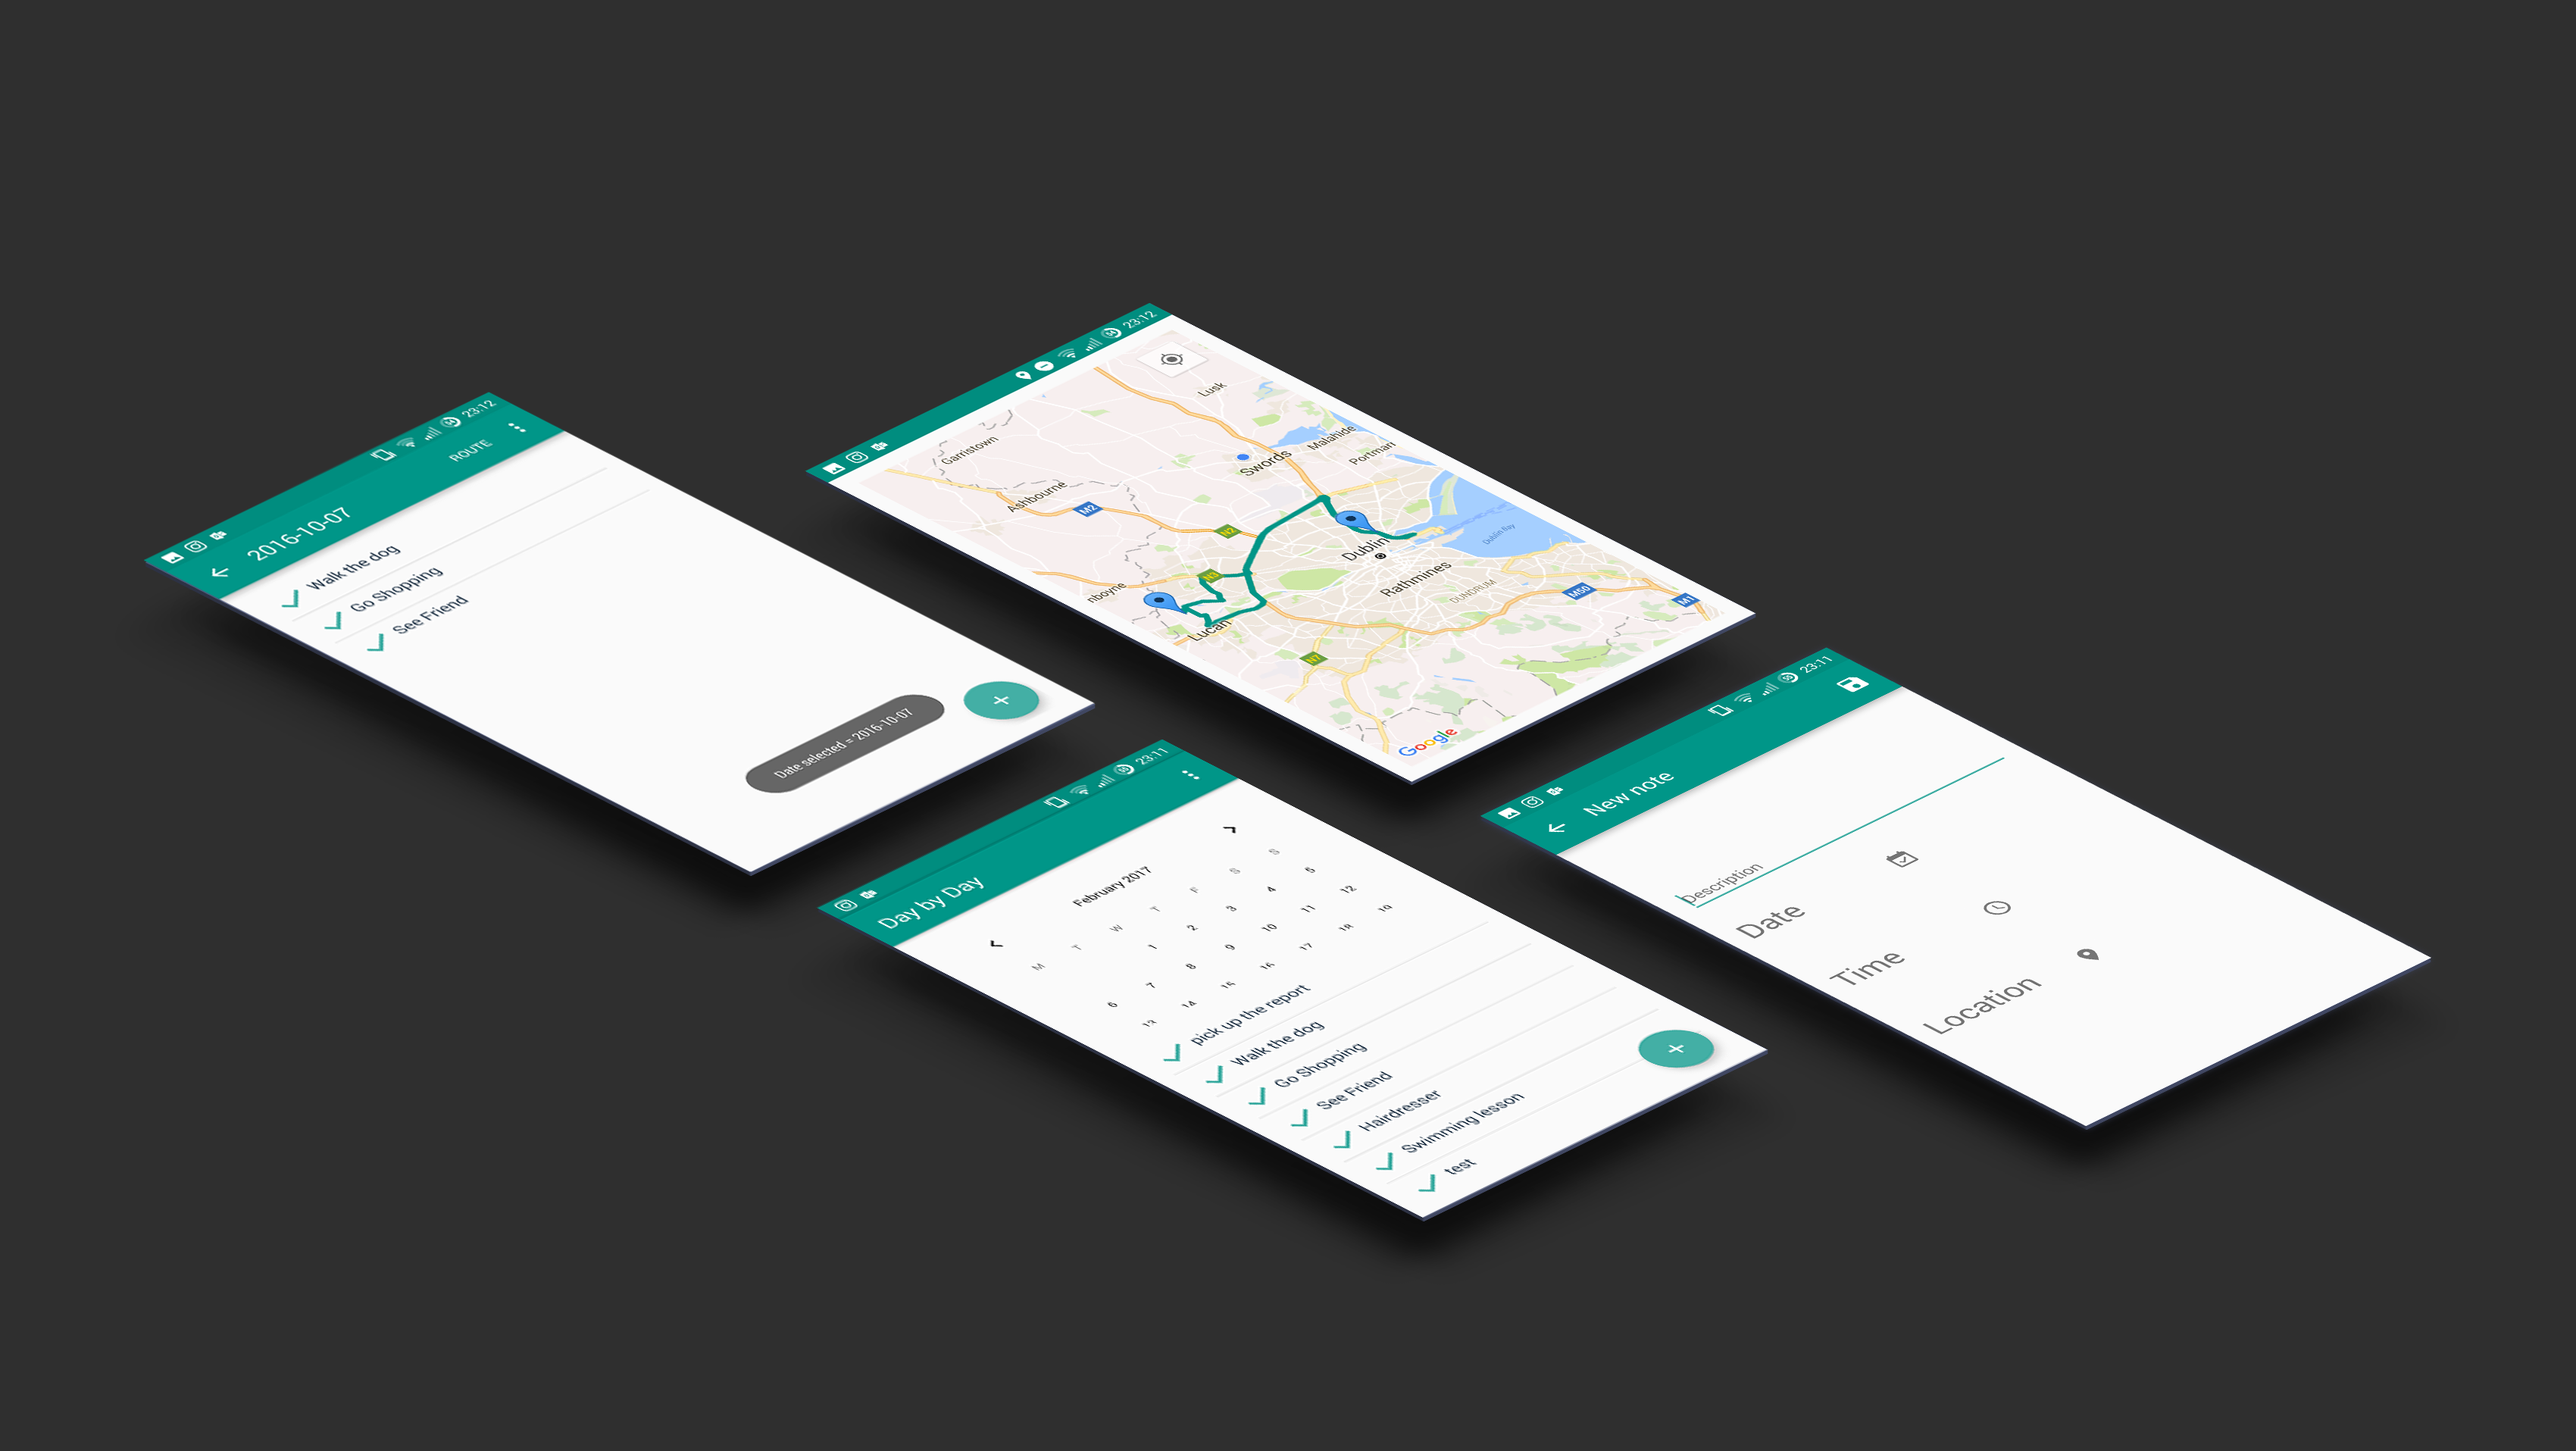 23:12
ROUTE
2016-10-07
Walk the dog
Go Shopping
See Friend
Date selected = 2016-10-07
23:12
Lusk
Garristown
Malahide
Swords
Ashbourne
M2
N2
Dublin
Dublin Bay
N3
Rathmines
DUNDRUM
M50
M1
nboyne
Lucan
N7
Google
23:11
Day by Day
February 2017
M T W T F S S
1 2 3 4 5
6 7 8 9 10 11 12
13 14 15 16 17 18 19
pick up the report
Walk the dog
Go Shopping
See Friend
Hairdresser
Swimming lesson
test
23:11
New note
Description
Date
Time
Location